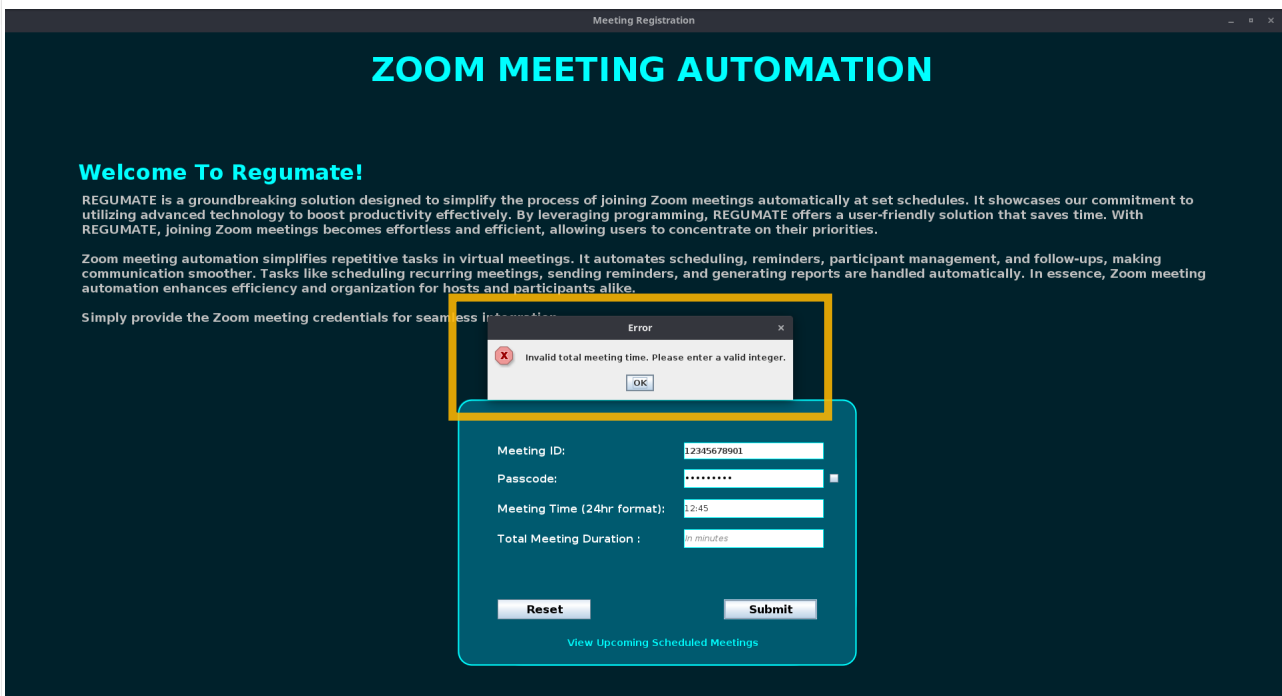 Meeting Registration
ZOOM MEETING AUTOMATION
Welcome To Regumate!
REGUMATE is a groundbreaking solution designed to simplify the process of joining Zoom meetings automatically at set schedules. It showcases our commitment to
utilizing advanced technology to boost productivity effectively. By leveraging programming, REGUMATE offers a user-friendly solution that saves time. With
REGUMATE, joining Zoom meetings becomes effortless and efficient, allowing users to concentrate on their priorities.
Zoom meeting automation simplifies repetitive tasks in virtual meetings. It automates scheduling, reminders, participant management, and follow-ups, making
communication smoother. Tasks like scheduling recurring meetings, sending reminders, and generating reports are handled automatically. In essence, Zoom meeting
automation enhances efficiency and organization for hosts and participants alike.
Simply provide the Zoom meeting credentials for seamless
Error
X
Invalid total meeting time. Please enter a valid integer.
OK
Meeting ID: 12345678901
Passcode: •••••••••
Meeting Time (24hr format): 12:45
Total Meeting Duration : In minutes
Reset Submit
View Upcoming Scheduled Meetings